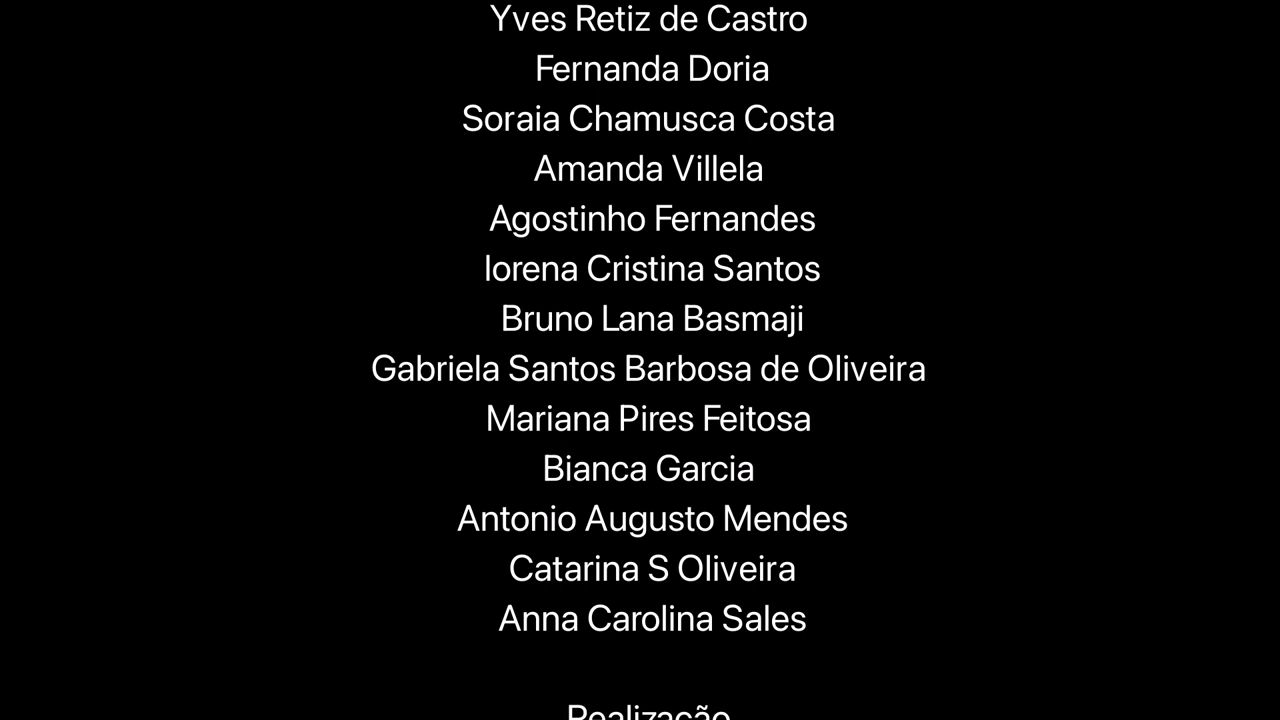 Yves Retiz de Castro
Fernanda Doria
Soraia Chamusca Costa
Amanda Villela
Agostinho Fernandes
lorena Cristina Santos
Bruno Lana Basmaji
Gabriela Santos Barbosa de Oliveira
Mariana Pires Feitosa
Bianca Garcia
Antonio Augusto Mendes
Catarina S Oliveira
Anna Carolina Sales
Realização